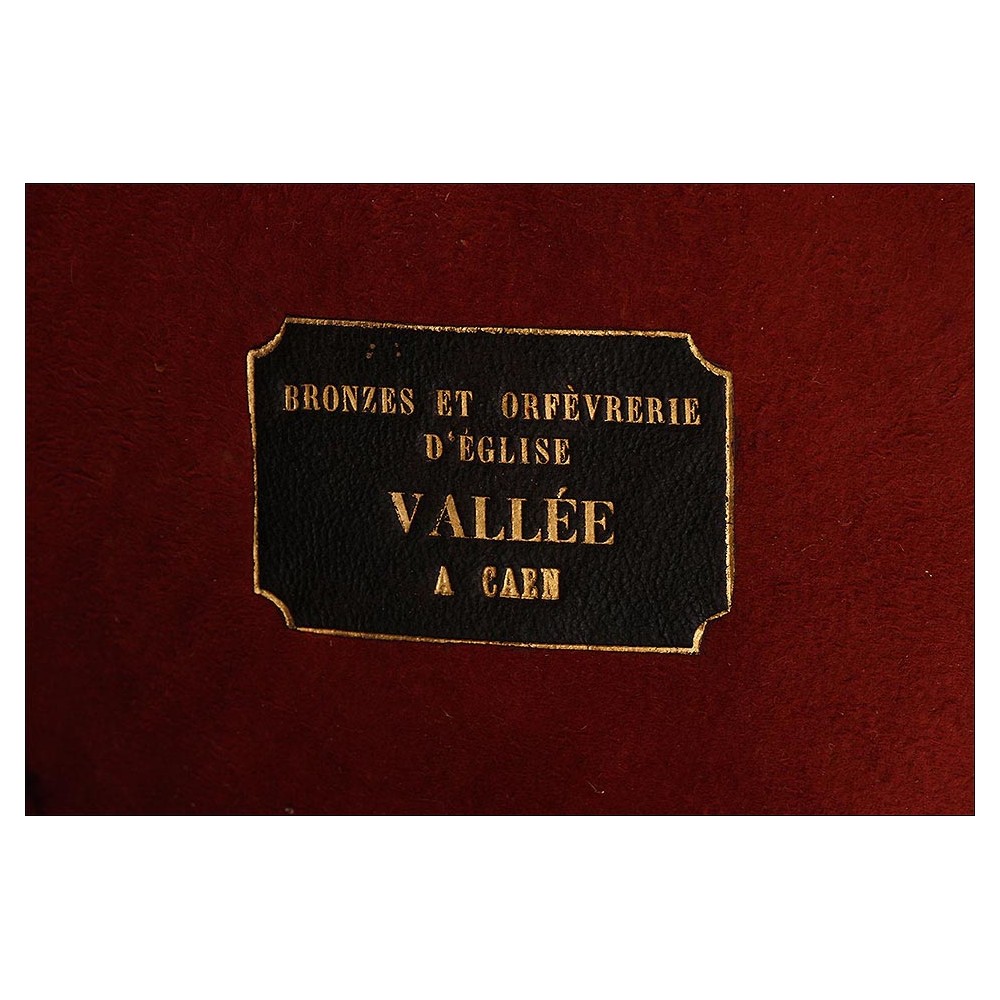 BRONZES ET ORFÈVRERIE
D'ÉGLISE
VALLÉE
A CAEN